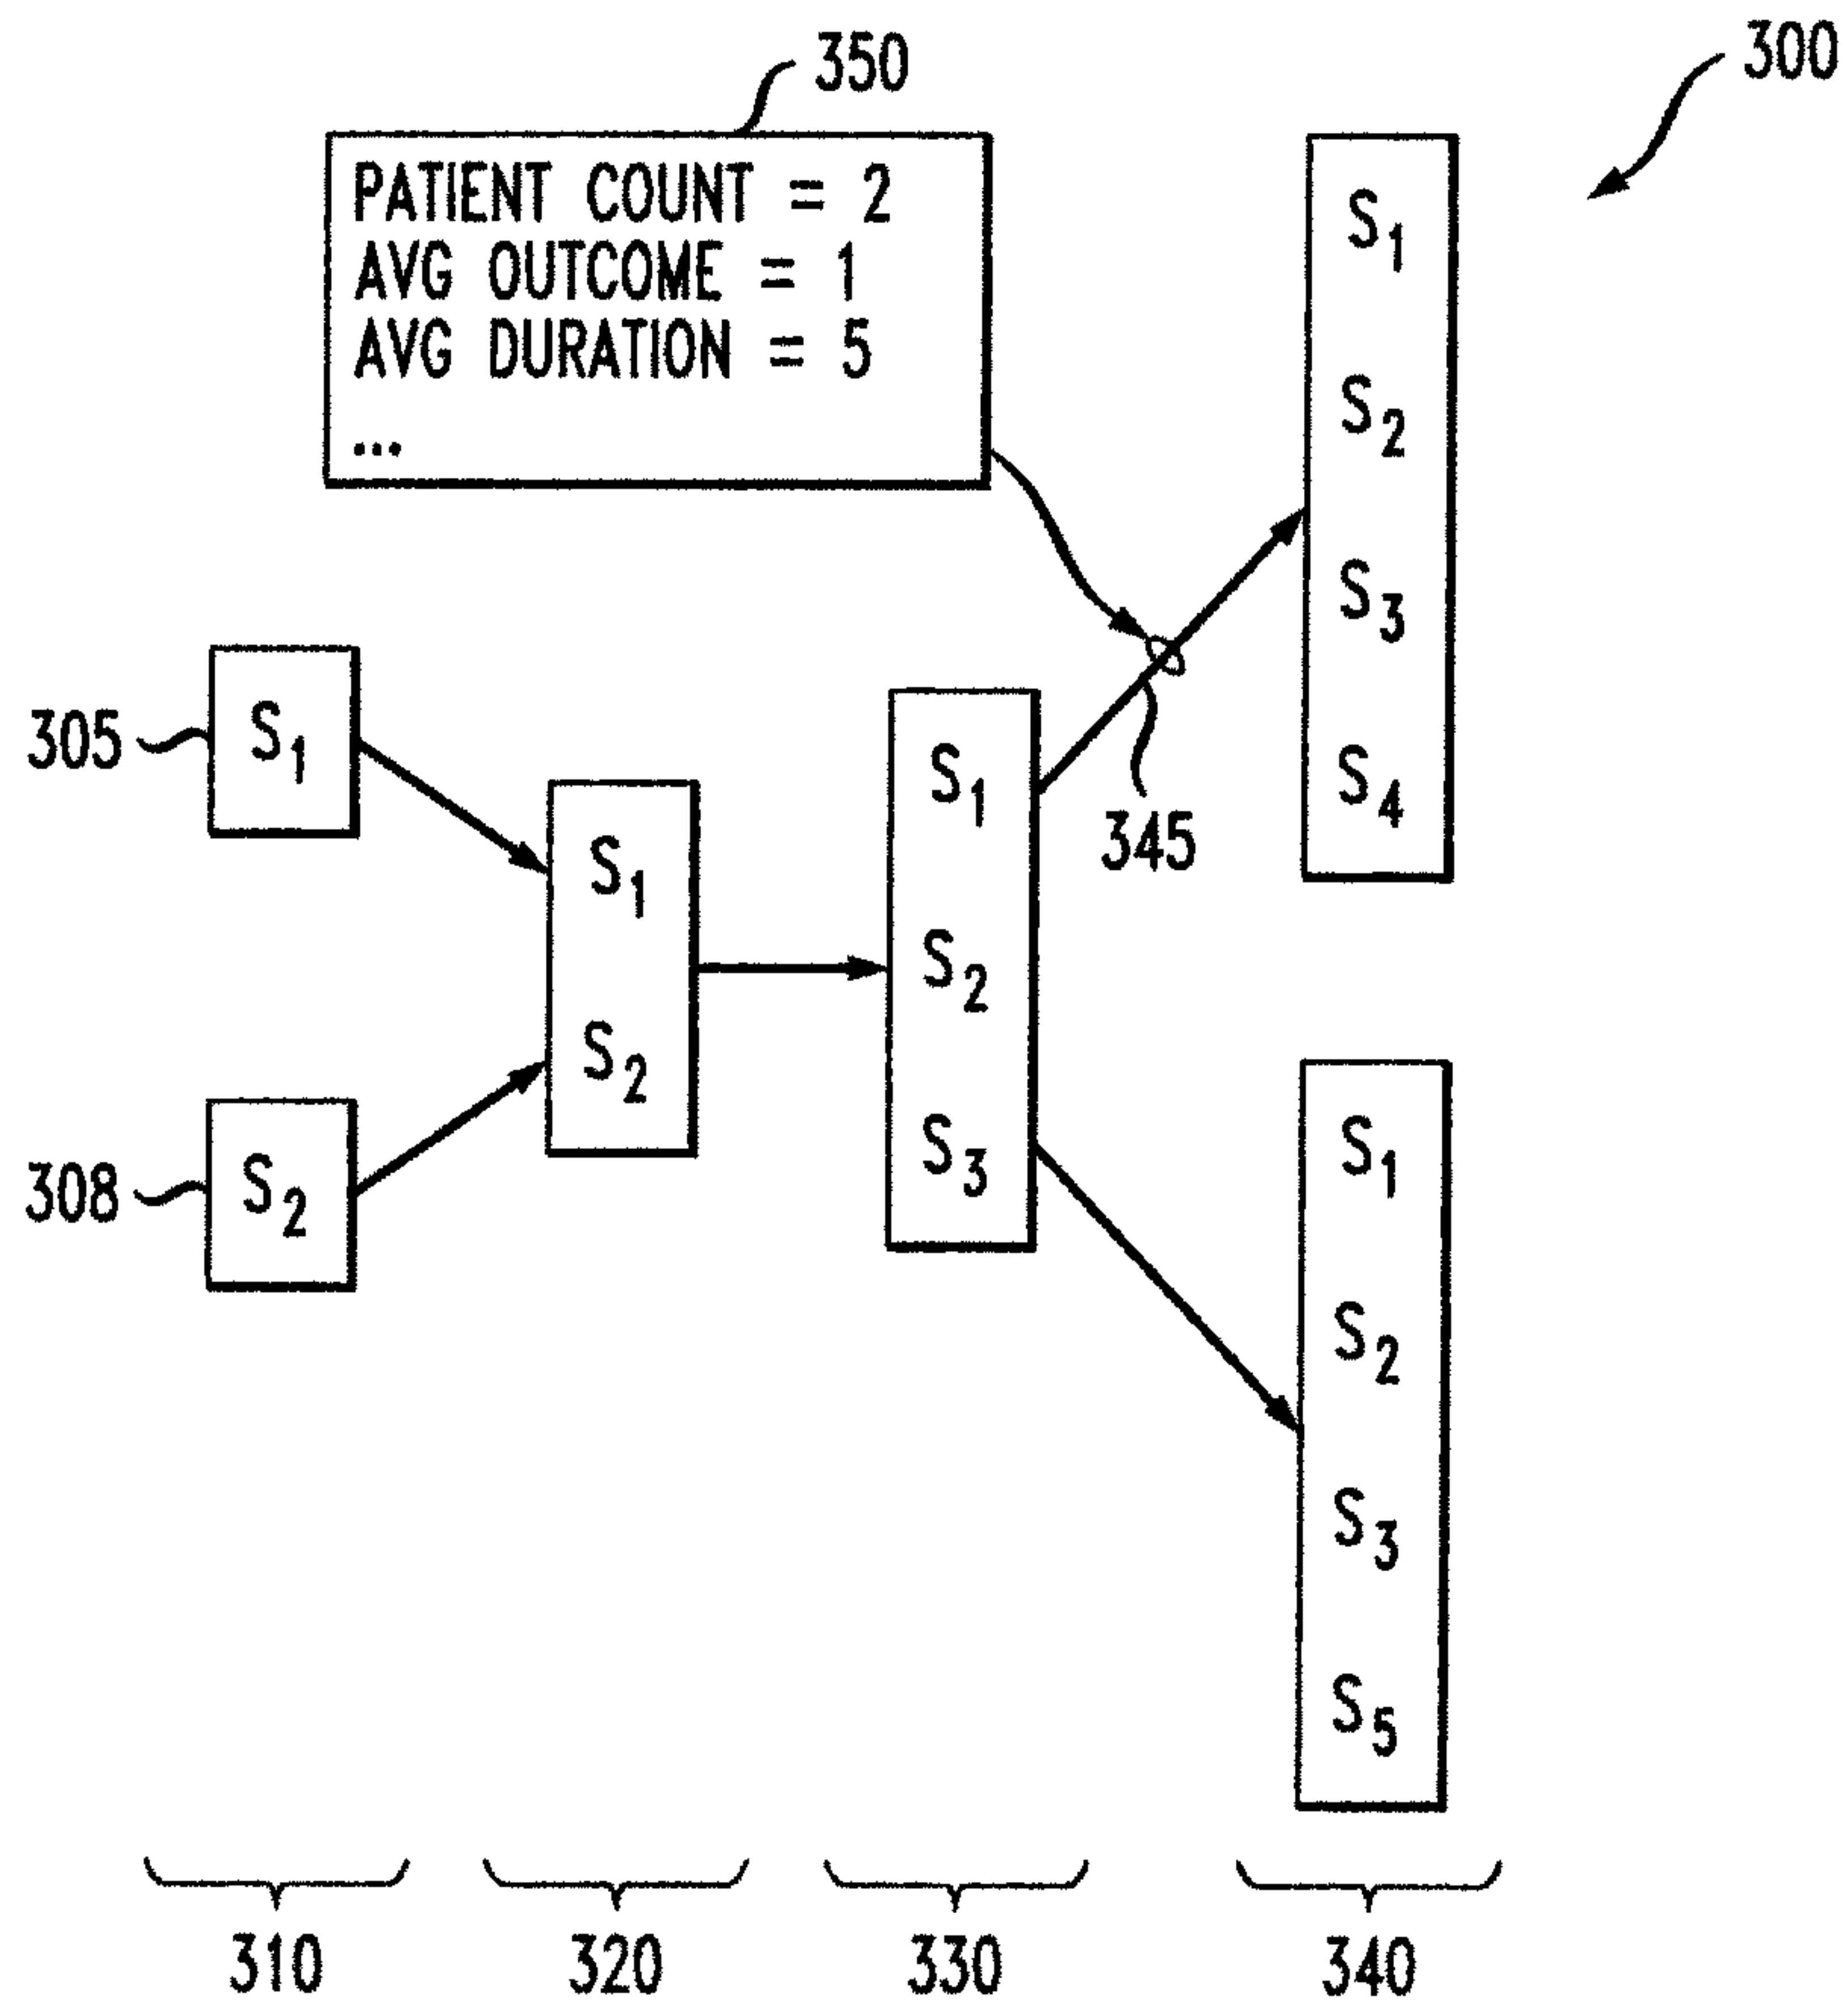 350
300
PATIENT COUNT = 2
AVG OUTCOME = 1
AVG DURATION = 5
...
S1
S2
S3
S4
345
305
S1
S1
S2
S1
S2
S3
308
S2
S1
S2
S3
S5
310
320
330
340